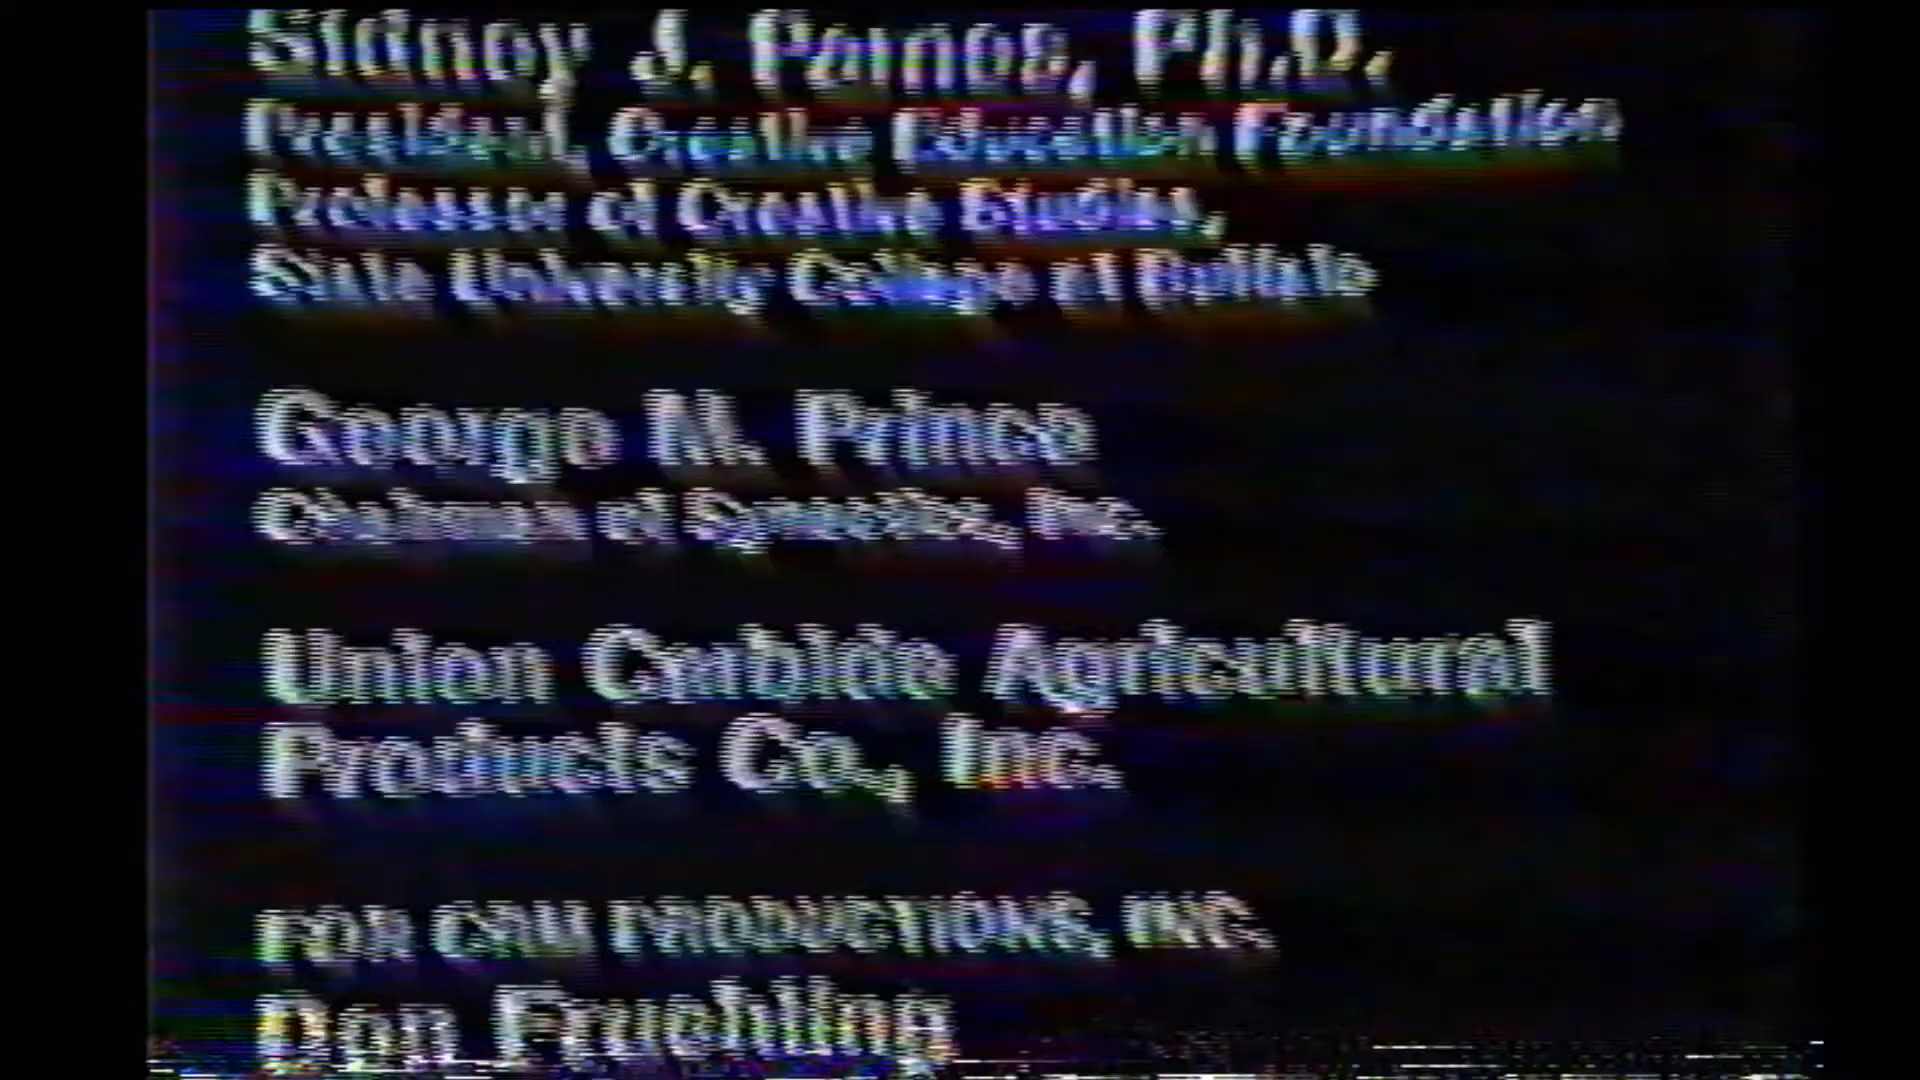 Sidney J. Parnes, Ph.D.
President, Creative Education Foundation
Professor of Creative Studies,
State University College at Buffalo
George M. Prince
Chairman of Synectics, Inc.
Union Carbide Agricultural
Products Co., Inc.
FOR CRM PRODUCTIONS, INC.
Don Fruehling